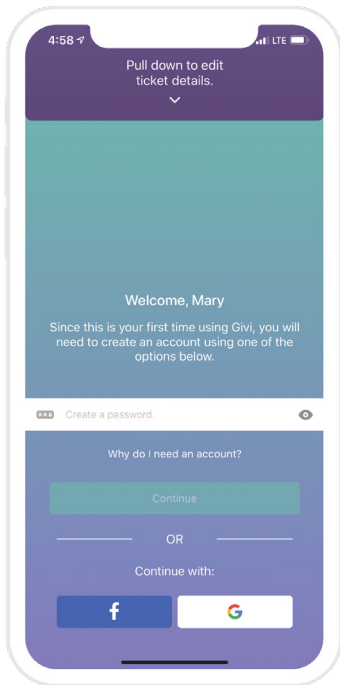 4:58 LTE
Pull down to edit
ticket details.
Welcome, Mary
Since this is your first time using Givi, you will
need to create an account using one of the
options below.
Create a password.
Why do I need an account?
Continue
OR
Continue with:
f G